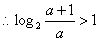 ∴ log₂ (a+1)/a > 1